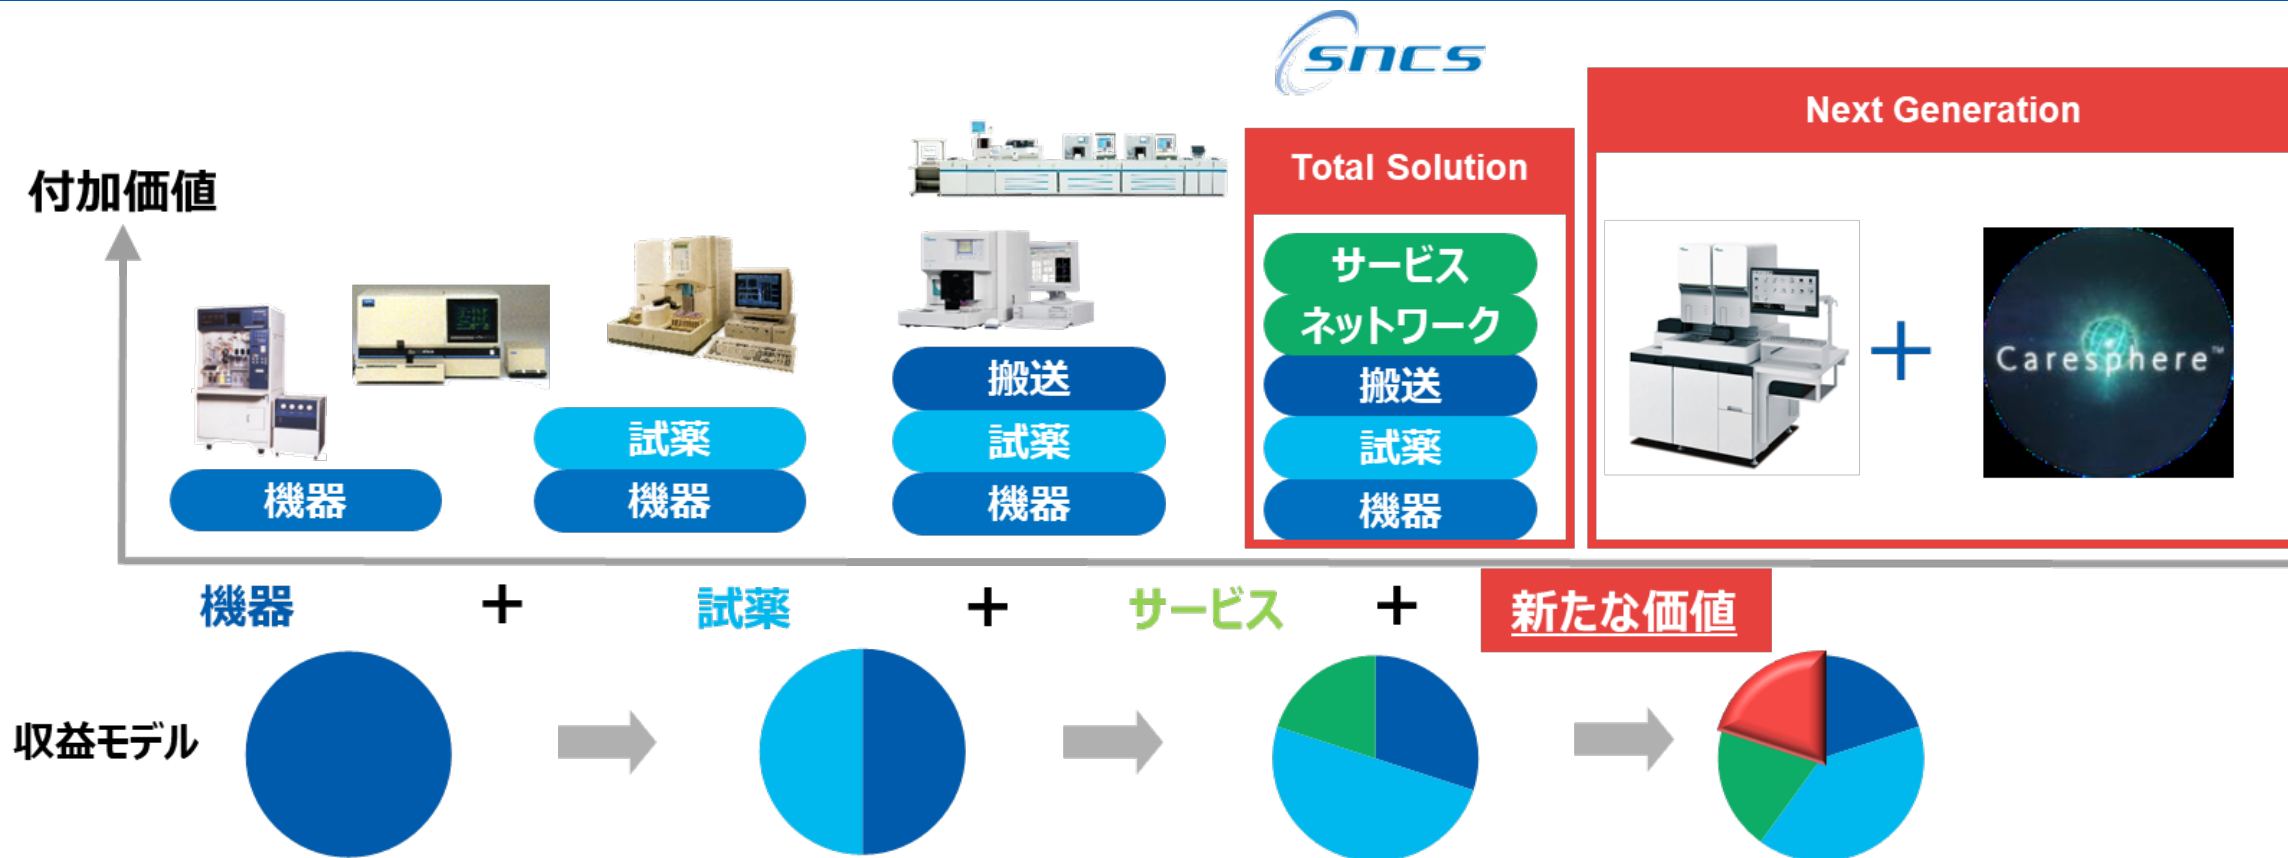 sncs
Next Generation
Total Solution
付加価値
サービス
ネットワーク
搬送
試薬
機器
搬送
試薬
機器
試薬
機器
機器
+
Caresphere™
機器 + 試薬 + サービス + 新たな価値
収益モデル